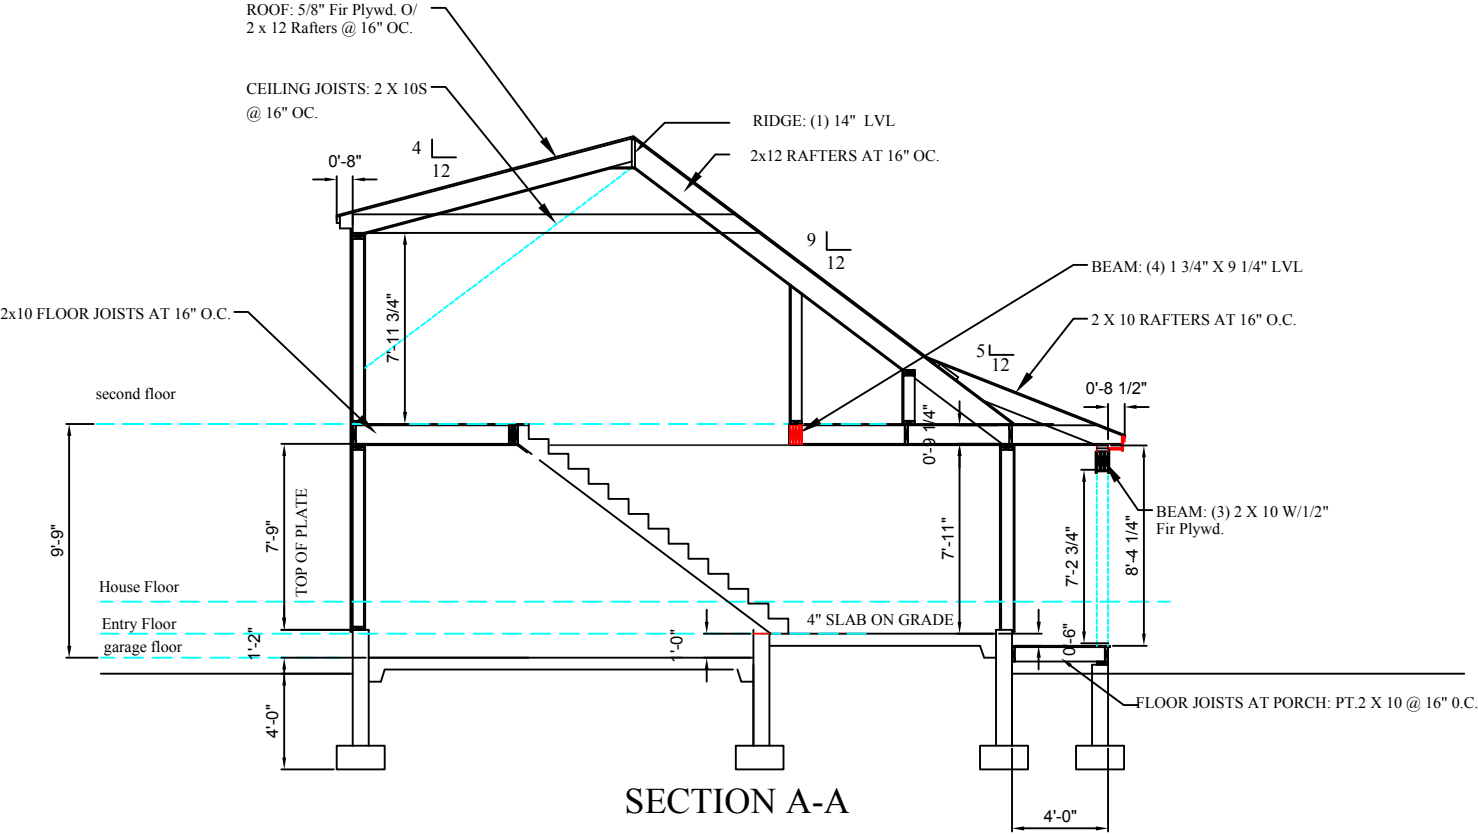 ROOF: 5/8" Fir Plywd. O/
2 x 12 Rafters @ 16" OC.
CEILING JOISTS: 2 X 10S
@ 16" OC.
RIDGE: (1) 14" LVL
2x12 RAFTERS AT 16" OC.
4
12
0'-8"
9
12
BEAM: (4) 1 3/4" X 9 1/4" LVL
2x10 FLOOR JOISTS AT 16" O.C.
7'-11 3/4"
2 X 10 RAFTERS AT 16" O.C.
5
12
0'-8 1/2"
second floor
0'-9 1/4"
9'-9"
7'-9"
TOP OF PLATE
7'-11"
7'-2 3/4"
8'-4 1/4"
BEAM: (3) 2 X 10 W/1/2"
Fir Plywd.
House Floor
Entry Floor
garage floor
1'-2"
1'-0"
4" SLAB ON GRADE
0'-6"
4'-0"
FLOOR JOISTS AT PORCH: PT.2 X 10 @ 16" 0.C.
SECTION A-A
4'-0"